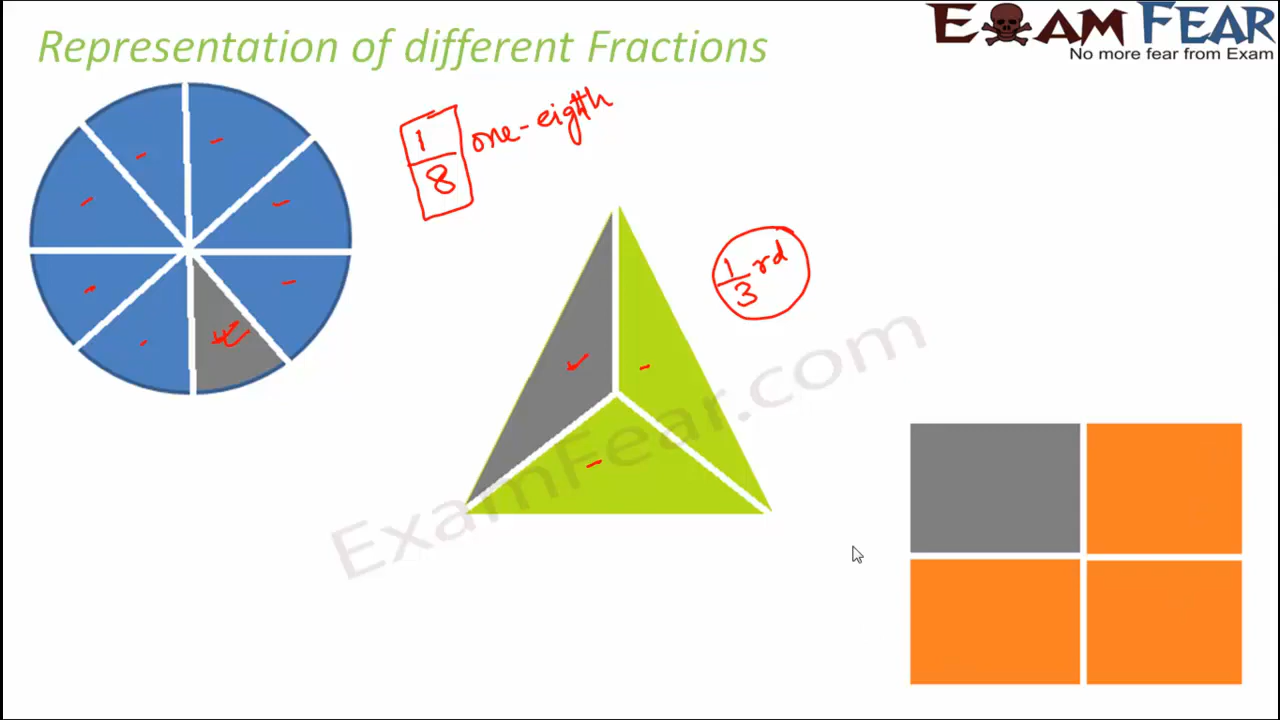 Representation of different Fractions
EXAM FEAR
No more fear from Exam
1/8 one-eigth
1/3 rd
ExamFear.com